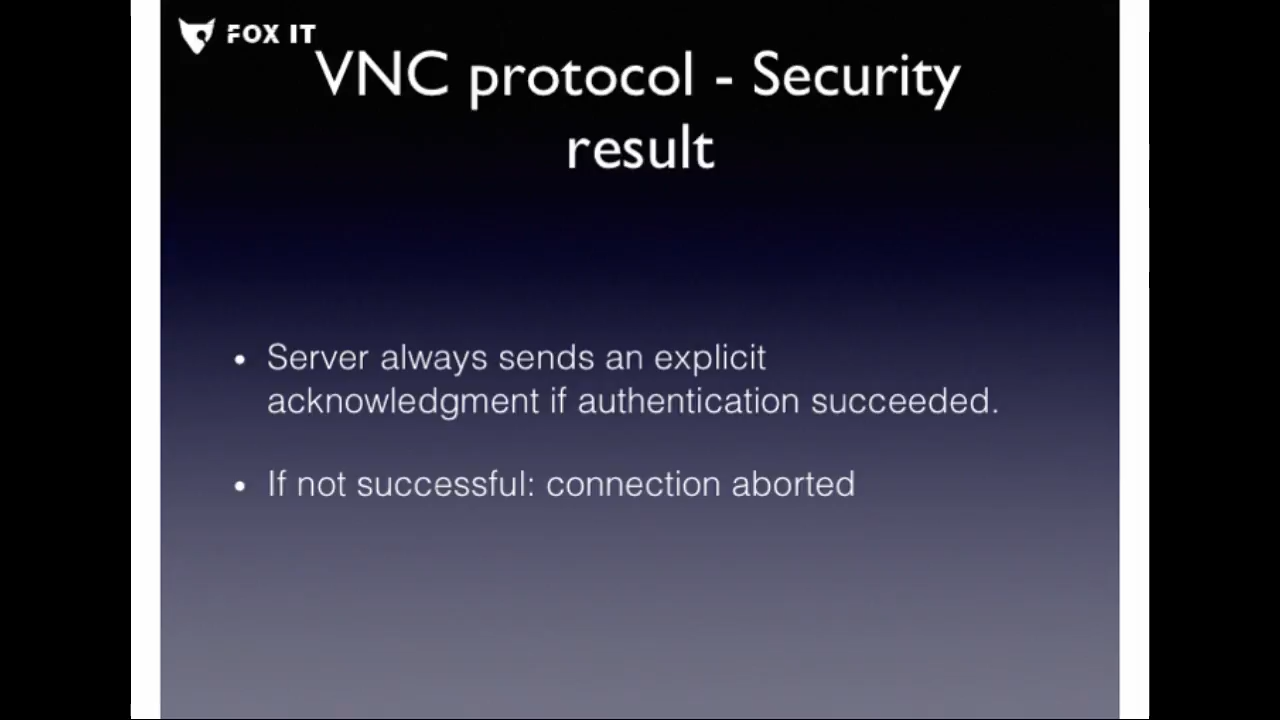 FOX IT
VNC protocol - Security
result
• Server always sends an explicit
acknowledgment if authentication succeeded.
• If not successful: connection aborted